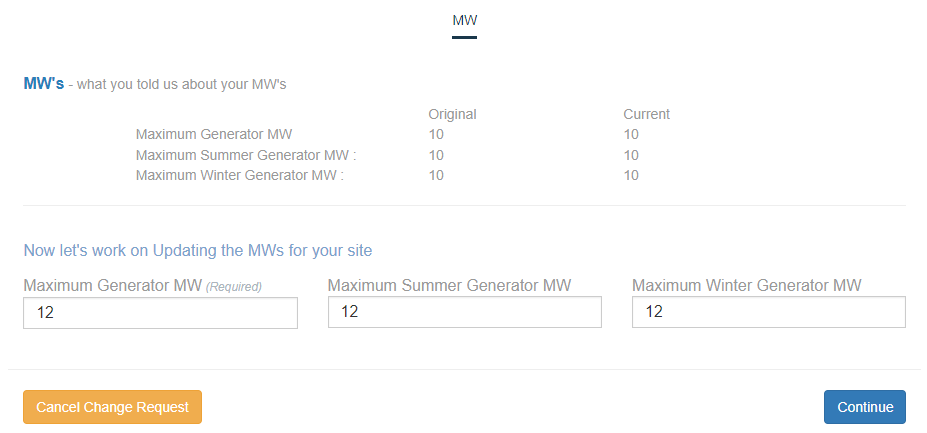 MW
MW's - what you told us about your MW's
Original Current
Maximum Generator MW 10 10
Maximum Summer Generator MW : 10 10
Maximum Winter Generator MW : 10 10
Now let's work on Updating the MWs for your site
Maximum Generator MW (Required) Maximum Summer Generator MW Maximum Winter Generator MW
12 12 12
Cancel Change Request Continue